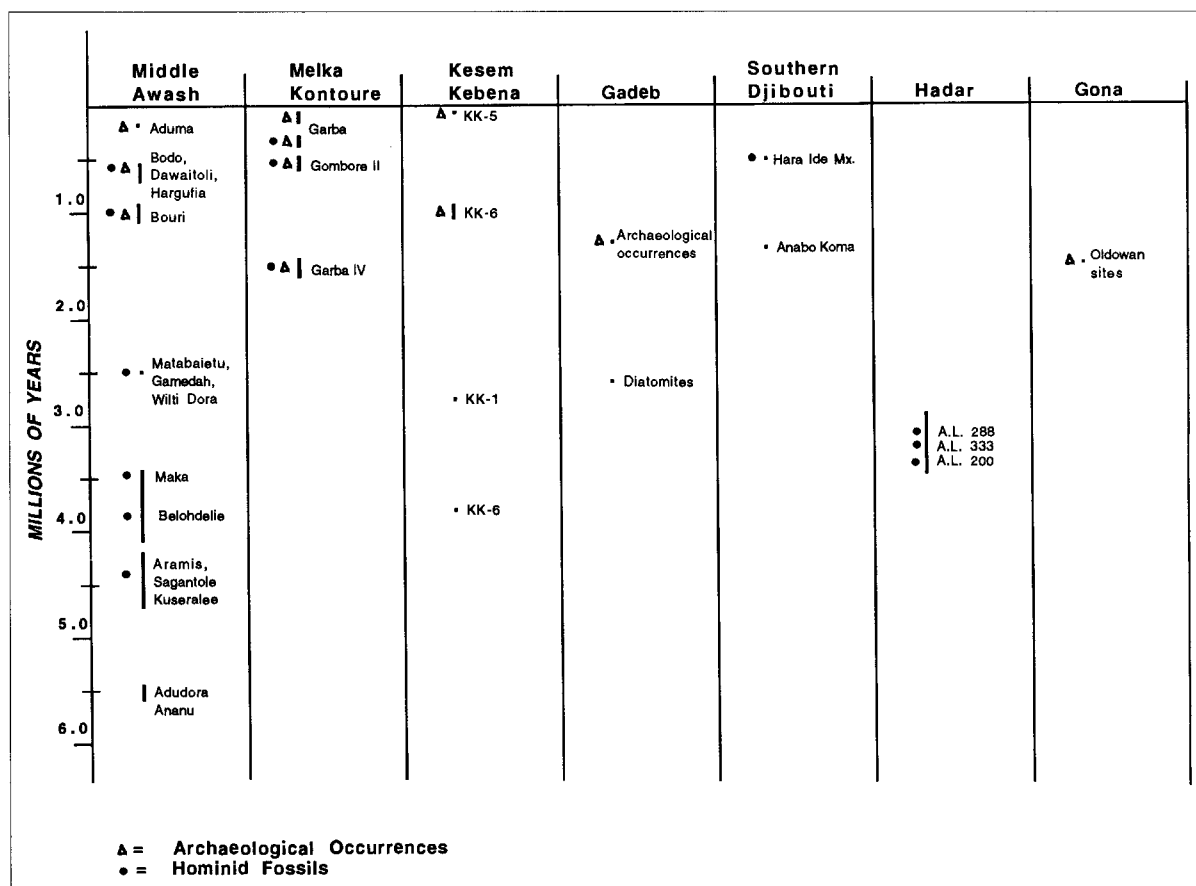 Middle
Awash
Melka
Kontoure
Kesem
Kebena
Gadeb
Southern
Djibouti
Hadar
Gona
MILLIONS OF YEARS
1.0
2.0
3.0
4.0
5.0
6.0
Aduma
Bodo,
Dawaitoli,
Hargufia
Bouri
Matabaietu,
Gamedah,
Wilti Dora
Maka
Belohdelie
Aramis,
Sagantole
Kuseralee
Adudora
Ananu
Garba
Gombore II
Garba IV
KK-5
KK-6
KK-1
KK-6
Archaeological
occurrences
Diatomites
Hara Ide Mx.
Anabo Koma
A.L. 288
A.L. 333
A.L. 200
Oldowan
sites
= Archaeological Occurrences
= Hominid Fossils